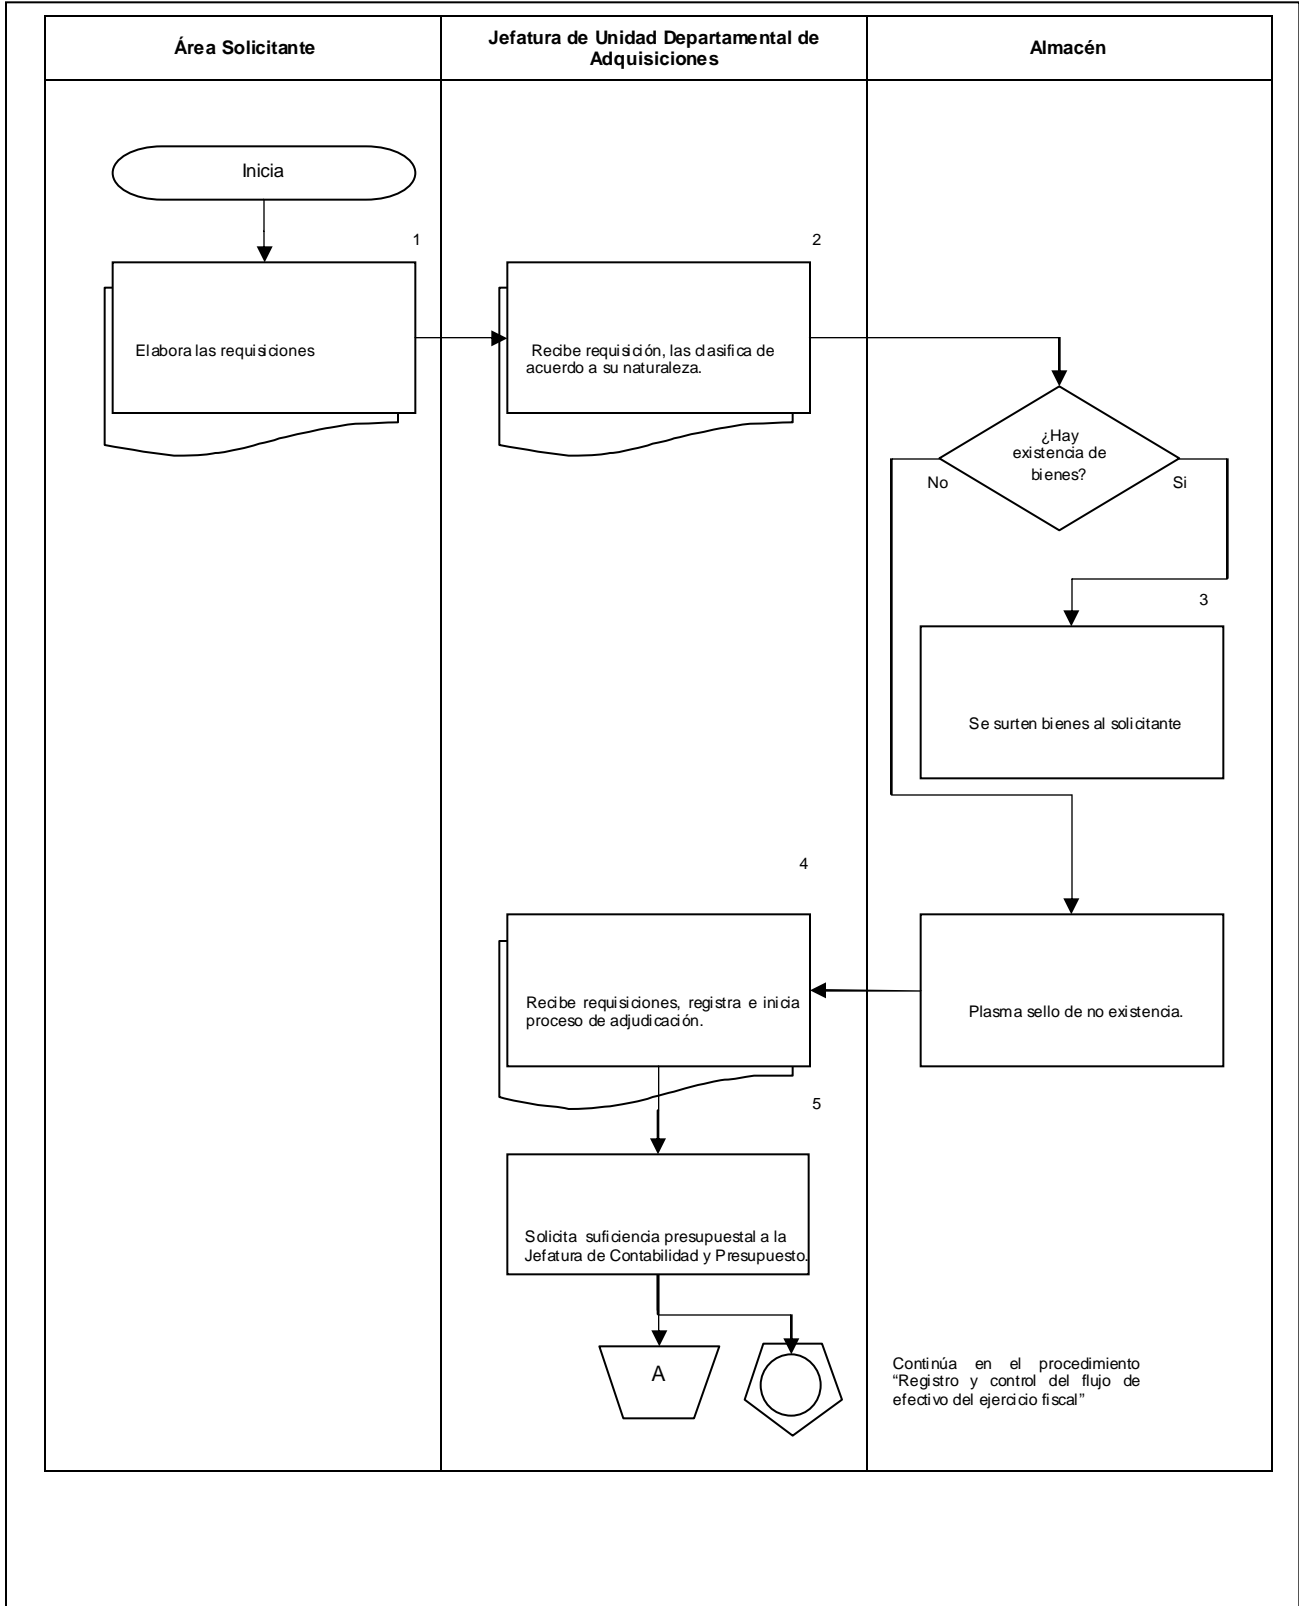 Área Solicitante
Jefatura de Unidad Departamental de
Adquisiciones
Almacén
Inicia
1
Elabora las requisiciones
2
Recibe requisición, las clasifica de
acuerdo a su naturaleza.
¿Hay
existencia de
bienes?
No
Si
3
Se surten bienes al solicitante
Plasma sello de no existencia.
4
Recibe requisiciones, registra e inicia
proceso de adjudicación.
5
Solicita suficiencia presupuestal a la
Jefatura de Contabilidad y Presupuesto.
A
Continúa en el procedimiento
“Registro y control del flujo de
efectivo del ejercicio fiscal”